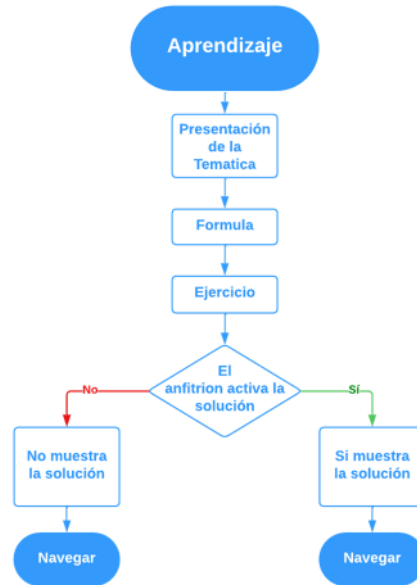 Aprendizaje
Presentación
de la
Tematica
Formula
Ejercicio
El
anfitrion activa la
solución
No
Sí
No muestra
la solución
Si muestra
la solución
Navegar
Navegar